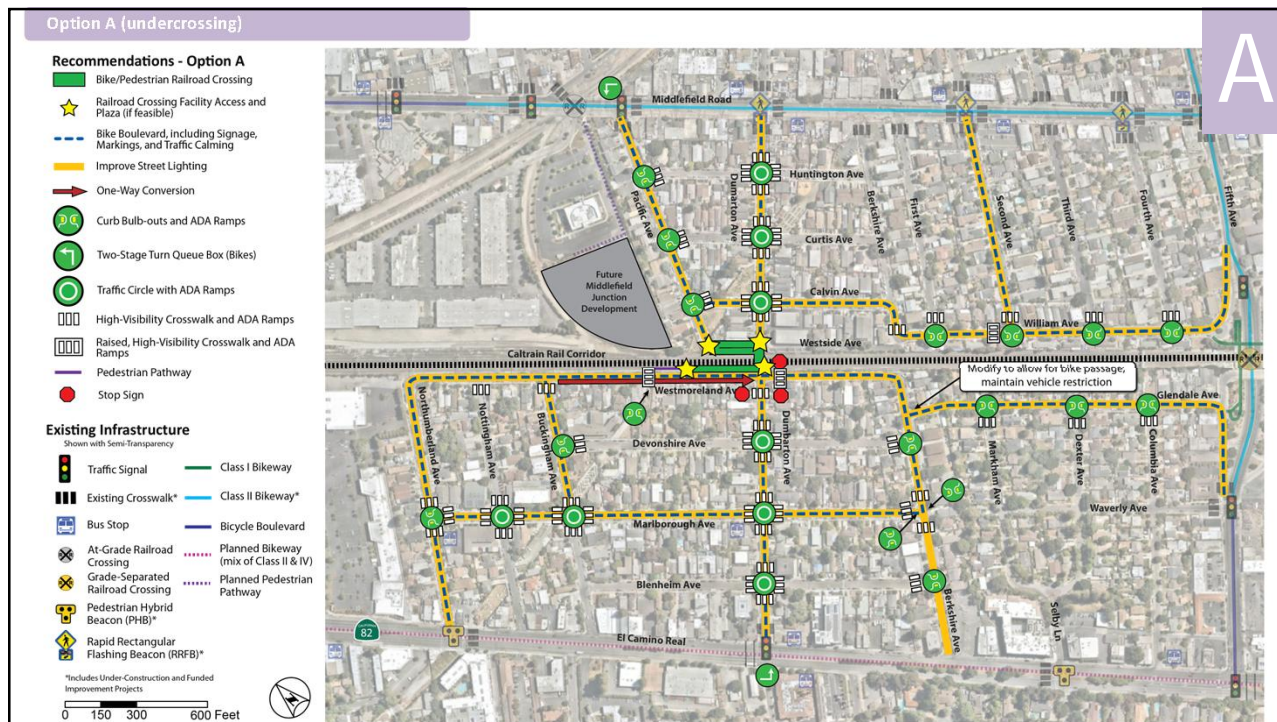 Option A (undercrossing)
A
Recommendations - Option A
Bike/Pedestrian Railroad Crossing
Railroad Crossing Facility Access and
Plaza (if feasible)
Bike Boulevard, including Signage,
Markings, and Traffic Calming
Improve Street Lighting
One-Way Conversion
Curb Bulb-outs and ADA Ramps
Two-Stage Turn Queue Box (Bikes)
Traffic Circle with ADA Ramps
High-Visibility Crosswalk and ADA Ramps
Raised, High-Visibility Crosswalk and ADA
Ramps
Pedestrian Pathway
Stop Sign
Existing Infrastructure
Shown with Semi-Transparency
Traffic Signal
Class I Bikeway
Existing Crosswalk*
Class II Bikeway*
Bus Stop
Bicycle Boulevard
At-Grade Railroad
Crossing
Planned Bikeway
(mix of Class II & IV)
Grade-Separated
Railroad Crossing
Planned Pedestrian
Pathway
Pedestrian Hybrid
Beacon (PHB)*
Rapid Rectangular
Flashing Beacon (RRFB)*
*Includes Under-Construction and Funded
Improvement Projects
0 150 300 600 Feet
Middlefield Road
Pacific Ave
Dumarton Ave
Huntington Ave
Berkshire Ave
First Ave
Second Ave
Third Ave
Fourth Ave
Fifth Ave
Curtis Ave
Future
Middlefield
Junction
Development
Calvin Ave
William Ave
Westside Ave
Caltrain Rail Corridor
Modify to allow for bike passage;
maintain vehicle restriction
Westmoreland Ave
Glendale Ave
Northumberland Ave
Nottingham Ave
Buckingham Ave
Devonshire Ave
Dumbarton Ave
Markham Ave
Dexter Ave
Columbia Ave
Waverly Ave
Marlborough Ave
Blenheim Ave
Berkshire Ave
Selby Ln
CALIFORNIA
82
El Camino Real